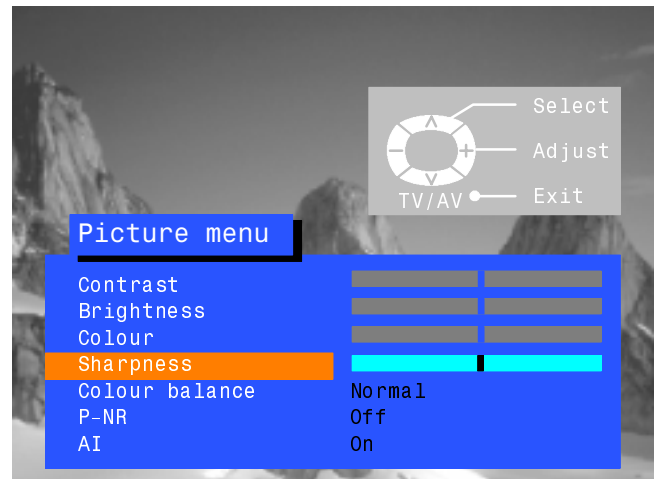 Select
Adjust
TV/AV
Exit
Picture menu
Contrast
Brightness
Colour
Sharpness
Colour balance Normal
P-NR Off
AI On